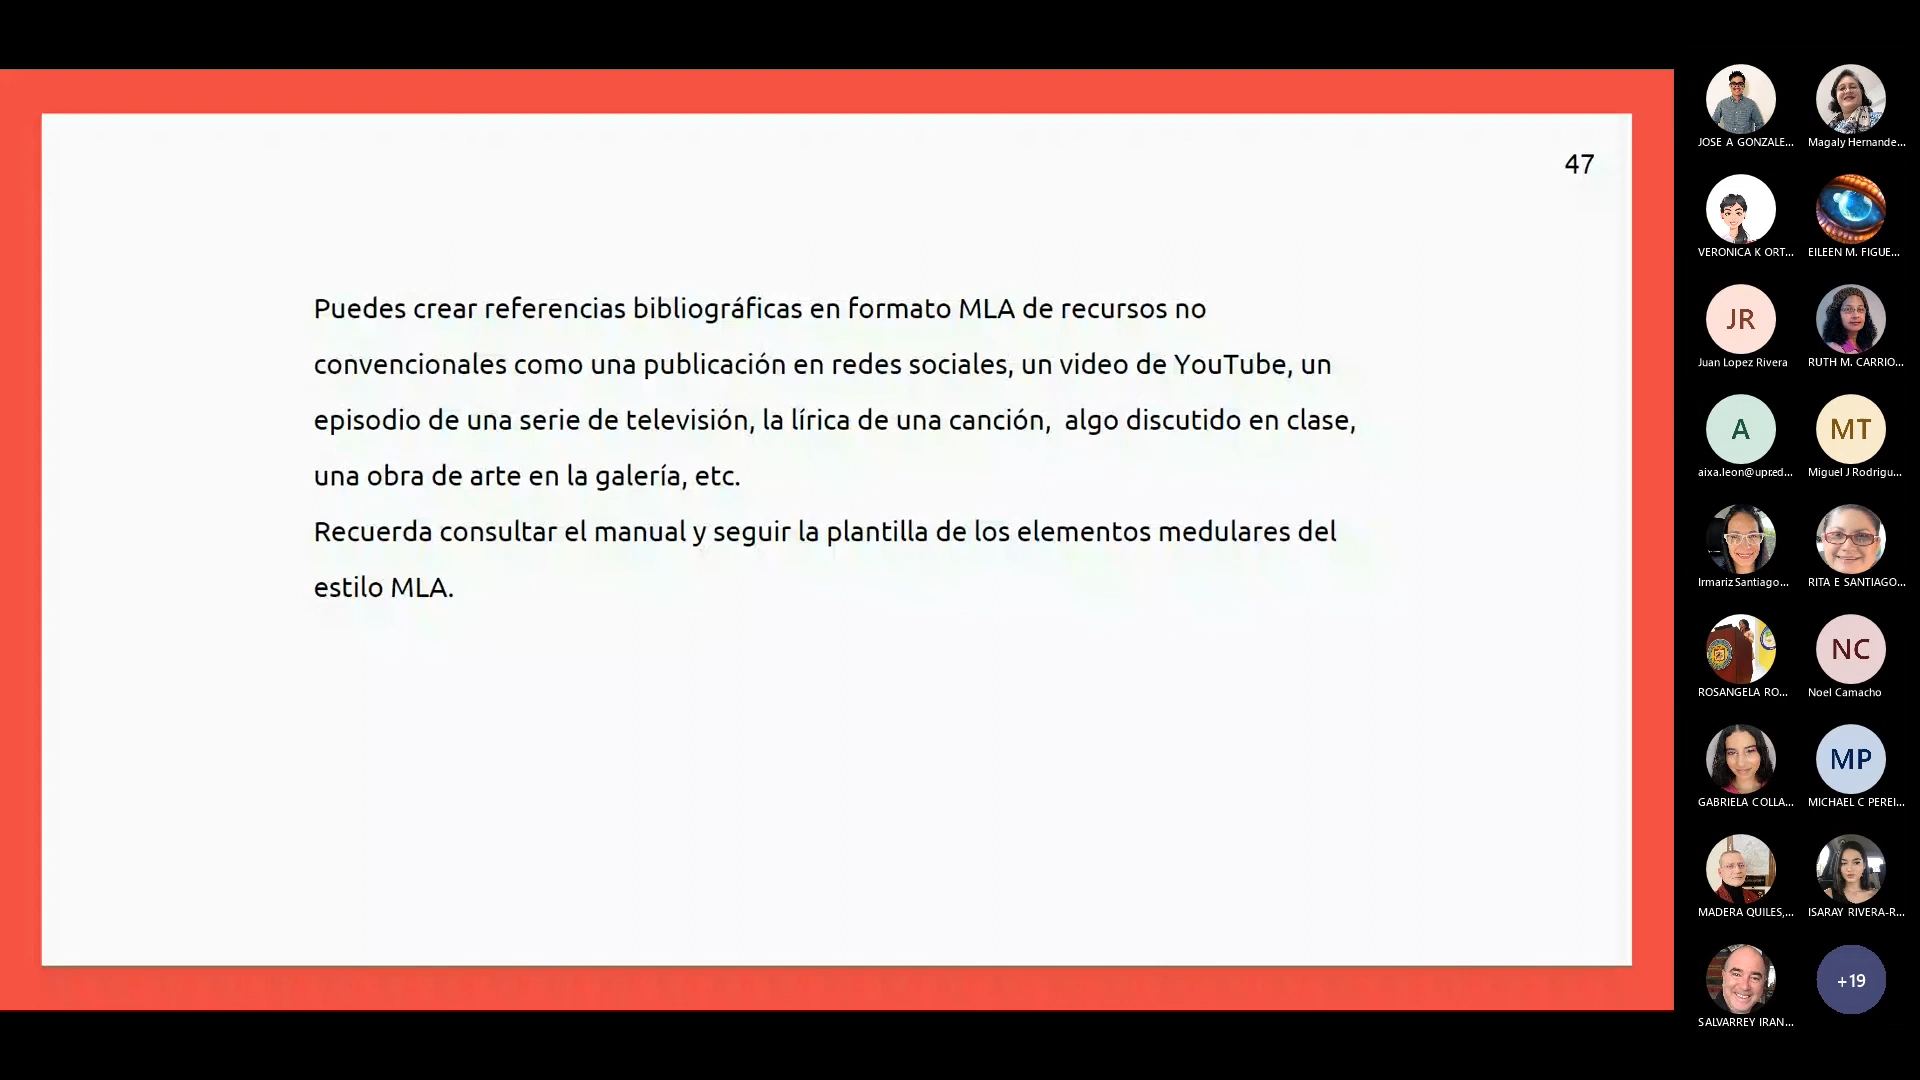 47
Puedes crear referencias bibliográficas en formato MLA de recursos no
convencionales como una publicación en redes sociales, un video de YouTube, un
episodio de una serie de televisión, la lírica de una canción,  algo discutido en clase,
una obra de arte en la galería, etc.
Recuerda consultar el manual y seguir la plantilla de los elementos medulares del
estilo MLA.
JOSE A GONZALE...
Magaly Hernande...
VERONICA K ORT...
EILEEN M. FIGUE...
JR
Juan Lopez Rivera
RUTH M. CARRIO...
A
aixa.leon@upr.ed...
MT
Miguel J Rodrigu...
Irmariz Santiago...
RITA E SANTIAGO...
ROSANGELA RO...
NC
Noel Camacho
GABRIELA COLLA...
MP
MICHAEL C PEREI...
MADERA QUILES,...
ISARAY RIVERA-R...
SALVARREY IRAN...
+19